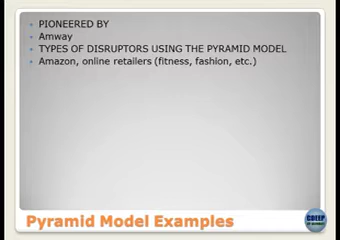 PIONEERED BY
Amway
TYPES OF DISRUPTORS USING THE PYRAMID MODEL
Amazon, online retailers (fitness, fashion, etc.)
Pyramid Model Examples
CDEEP